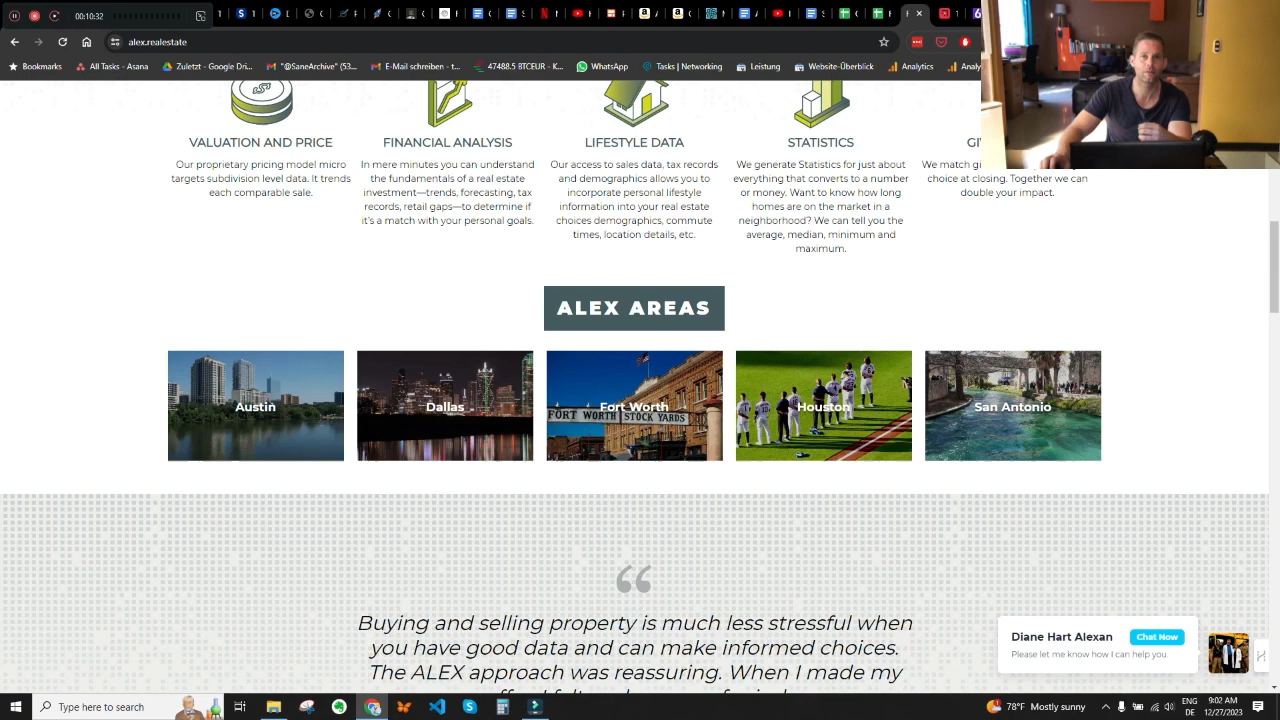 00:10:32
alex.realestate
Bookmarks
All Tasks - Asana
Zuletzt - Google Dri...
„Archive" (53...
E-Mail schreiben
WhatsApp
Tasks | Networking
Leistung
Website-Überblick
Analytics
VALUATION AND PRICE
Our proprietary pricing model micro
targets subdivision level data. It trends
each comparable sale.
FINANCIAL ANALYSIS
In mere minutes you can understand
the fundamentals of a real estate
investment—trends, forecasting, tax
records, retail gaps—to determine if
it's a match with your personal goals.
LIFESTYLE DATA
Our access to sales data, tax records
and demographics allows you to
incorporate personal lifestyle
information into your real estate
choices demographics, commute
times, location details, etc.
STATISTICS
We generate Statistics for just about
everything that converts to a number
or money. Want to know how long
homes are on the market in a
neighborhood? We can tell you the
average, median, minimum and
maximum.
GI
We match gi
choice at closing. Together we can
double your impact.
ALEX AREAS
Austin
Dallas
FORT WORTH STOCK YARDS
Fort Worth
Houston
San Antonio
“
Buying and selling property is much less stressful when
you have good data and can make informed choices.
The ALEX approach was reassuring. When I made my
Diane Hart Alexan
Chat Now
Please let me know how I can help you.
Type here to search
78°F Mostly sunny
ENG
DE
9:02 AM
12/27/2023